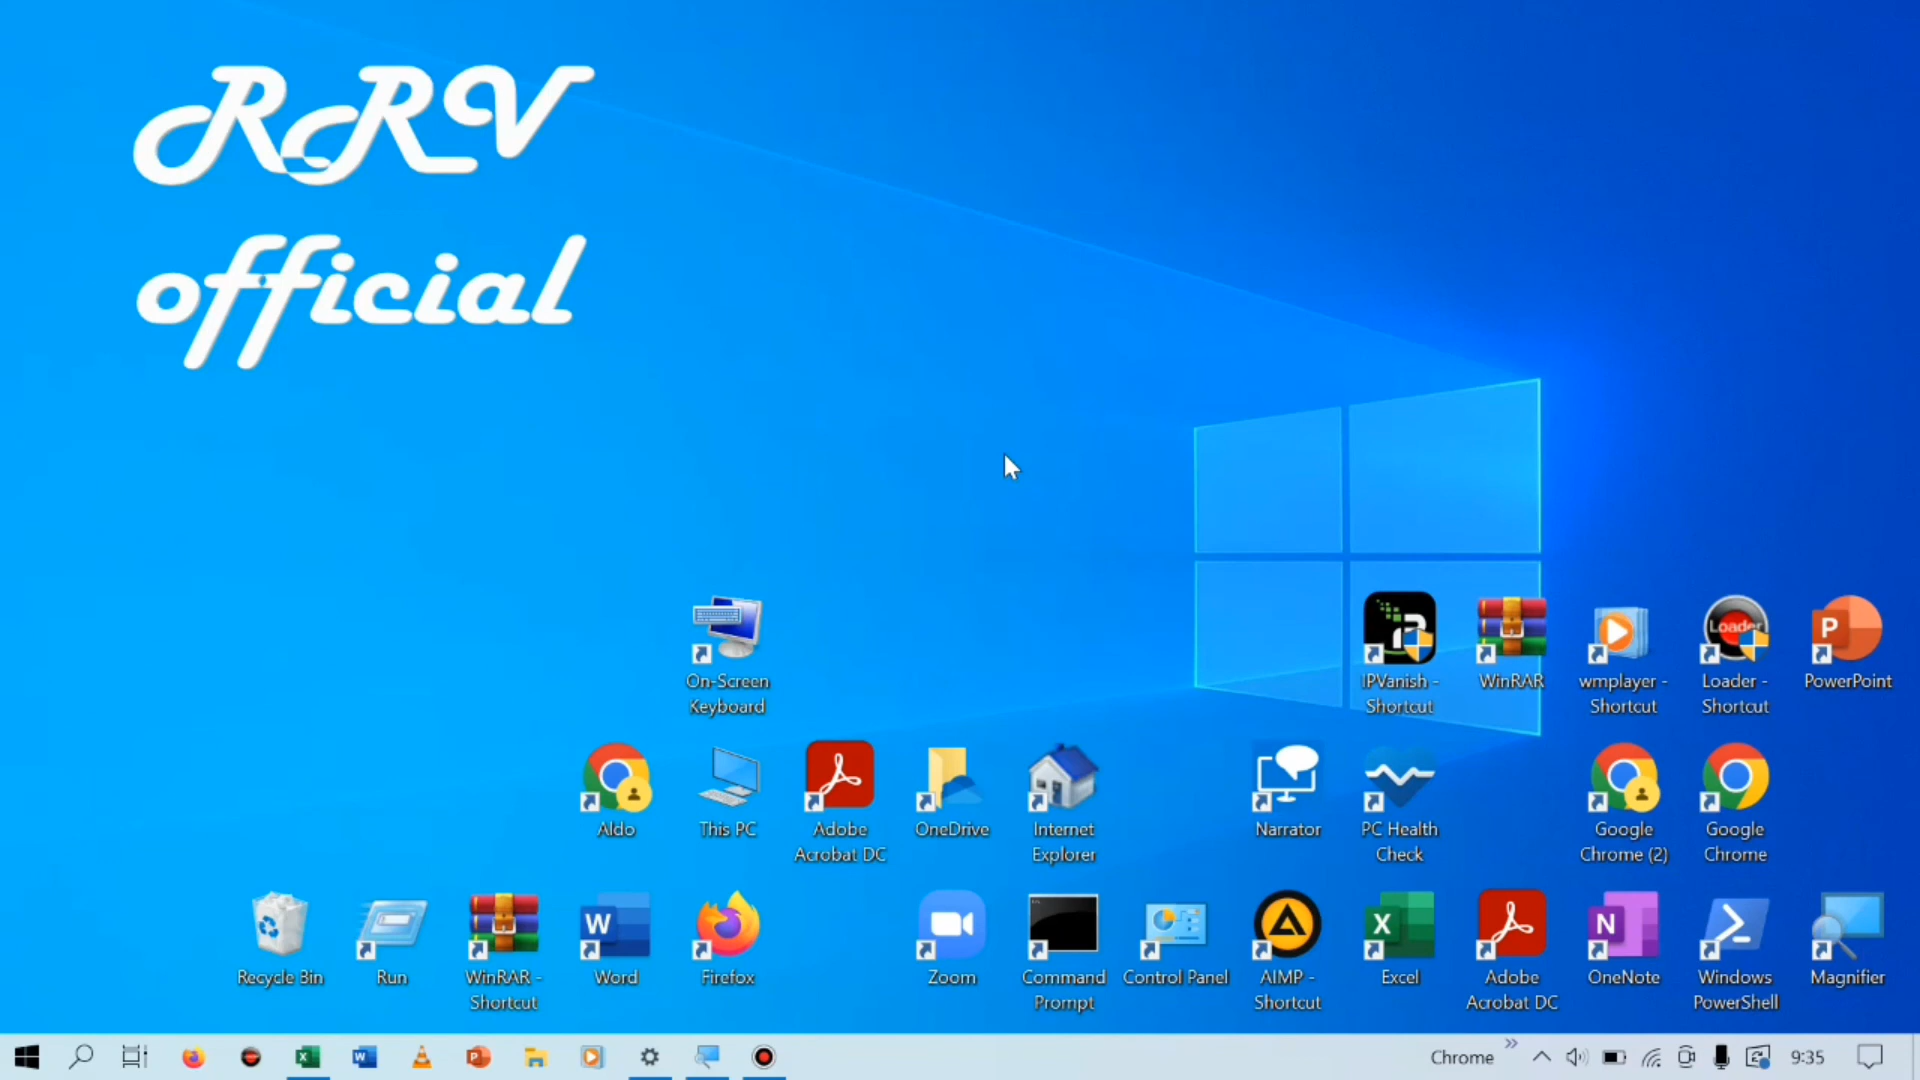 RRV
official
On-Screen
Keyboard
IPVanish -
Shortcut
WinRAR
wmplayer -
Shortcut
Loader
Loader -
Shortcut
P
PowerPoint
Aldo
This PC
Adobe
Acrobat DC
OneDrive
Internet
Explorer
Narrator
PC Health
Check
Google
Chrome (2)
Google
Chrome
Recycle Bin
Run
WinRAR -
Shortcut
W
Word
Firefox
Zoom
Command
Prompt
Control Panel
AIMP -
Shortcut
X
Excel
Adobe
Acrobat DC
N
OneNote
Windows
PowerShell
Magnifier
Chrome
9:35